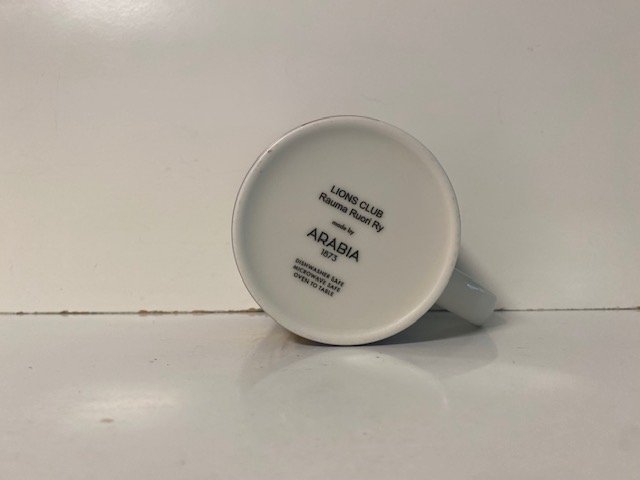 LIONS CLUB
Rauma Ruori Ry
made by
ARABIA
1873
DISHWASHER SAFE
MICROWAVE SAFE
OVEN TO TABLE